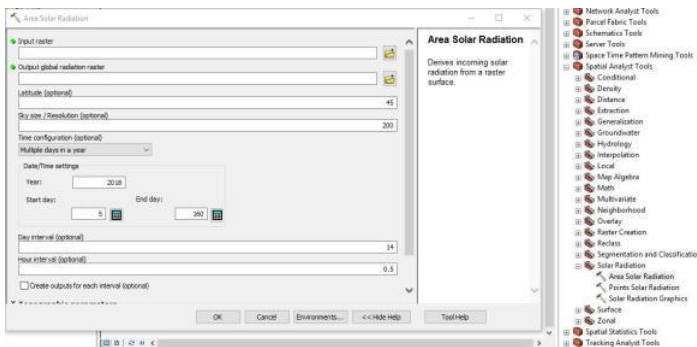 Area Solar Radiation
Input raster
Output global radiation raster
Latitude (optional)
45
Sky size / Resolution (optional)
200
Time configuration (optional)
Multiple days in a year
Date/Time settings
Year:
2018
Start day:
End day:
5
160
Day interval (optional)
14
Hour interval (optional)
0.5
Create outputs for each interval (optional)
OK
Cancel
Environments...
<< Hide Help
Tool Help
Area Solar Radiation
Derives incoming solar
radiation from a raster
surface.
Network Analyst Tools
Parcel Fabric Tools
Schematics Tools
Server Tools
Space Time Pattern Mining Tools
Spatial Analyst Tools
Conditional
Density
Distance
Extraction
Generalization
Groundwater
Hydrology
Interpolation
Local
Map Algebra
Math
Multivariate
Neighborhood
Overlay
Raster Creation
Reclass
Segmentation and Classificatio
Solar Radiation
Area Solar Radiation
Points Solar Radiation
Solar Radiation Graphics
Surface
Zonal
Spatial Statistics Tools
Tracking Analyst Tools